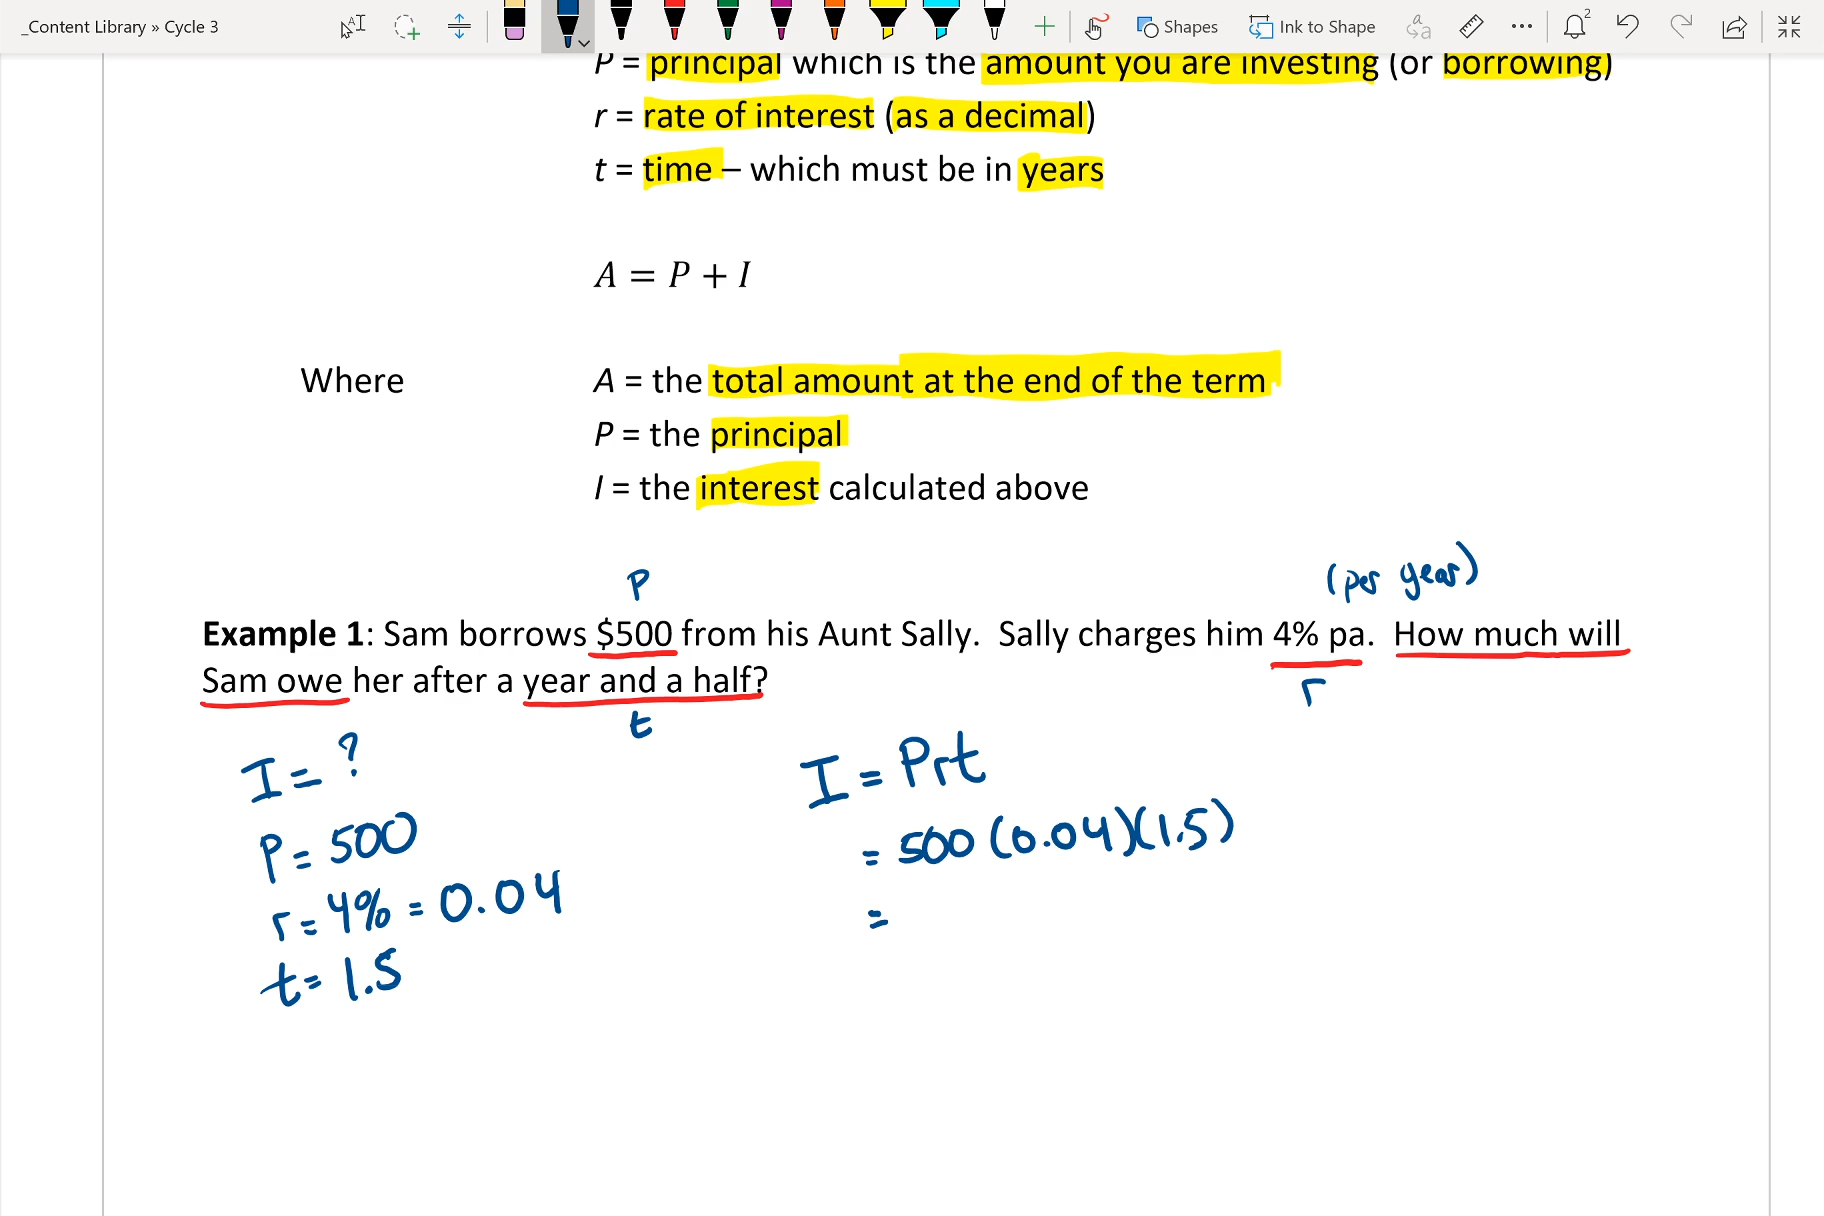 _Content Library » Cycle 3
Shapes
Ink to Shape
2
P = principal which is the amount you are investing (or borrowing)
r = rate of interest (as a decimal)
t = time – which must be in years
A = P + I
Where A = the total amount at the end of the term
P = the principal
I = the interest calculated above
P
(per year)
Example 1: Sam borrows $500 from his Aunt Sally. Sally charges him 4% pa. How much will
Sam owe her after a year and a half?
r
t
I = ?
P = 500
r = 4% = 0.04
t = 1.5
I = Prt
= 500 (0.04)(1.5)
=